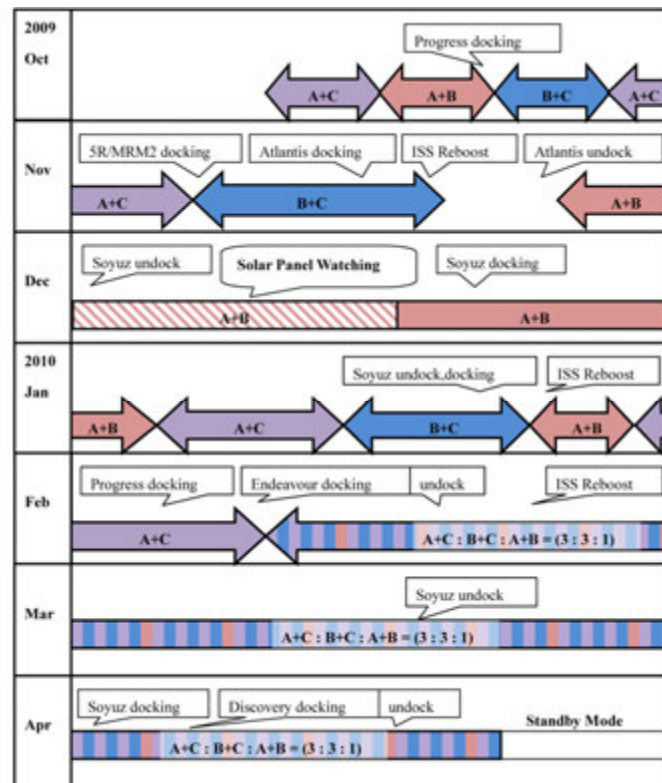 2009
Oct
Progress docking
A+C
A+B
B+C
A+C
Nov
5R/MRM2 docking
Atlantis docking
ISS Reboost
Atlantis undock
A+C
B+C
A+B
Dec
Soyuz undock
Solar Panel Watching
Soyuz docking
A+B
A+B
2010
Jan
Soyuz undock,docking
ISS Reboost
A+B
A+C
B+C
A+B
Feb
Progress docking
Endeavour docking
undock
ISS Reboost
A+C
A+C : B+C : A+B = (3 : 3 : 1)
Mar
Soyuz undock
A+C : B+C : A+B = (3 : 3 : 1)
Apr
Soyuz docking
Discovery docking
undock
Standby Mode
A+C : B+C : A+B = (3 : 3 : 1)